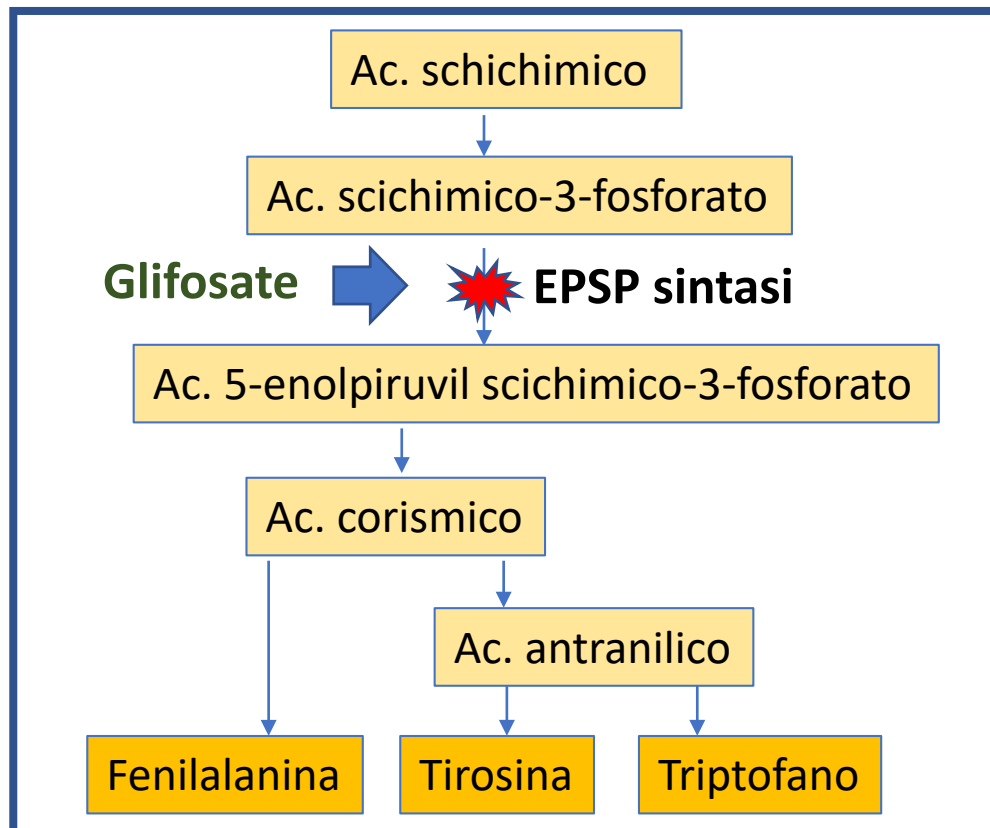 Ac. schichimico
Ac. scichimico-3-fosforato
Glifosate
EPSP sintasi
Ac. 5-enolpiruvil scichimico-3-fosforato
Ac. corismico
Ac. antranilico
Fenilalanina
Tirosina
Triptofano